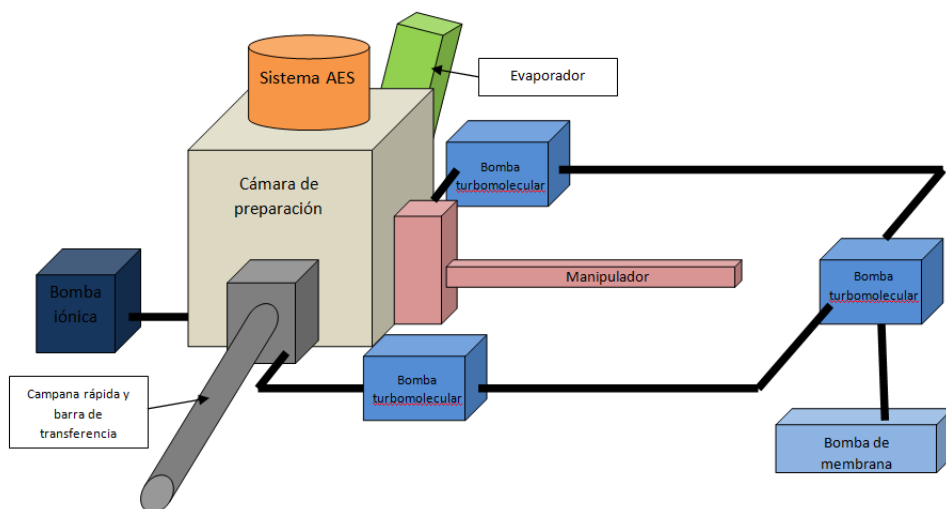 Sistema AES
Evaporador
Bomba
turbomolecular
Cámara de
preparación
Manipulador
Bomba
turbomolecular
Bomba
iónica
Bomba
turbomolecular
Campana rápida y
barra de
transferencia
Bomba de
membrana